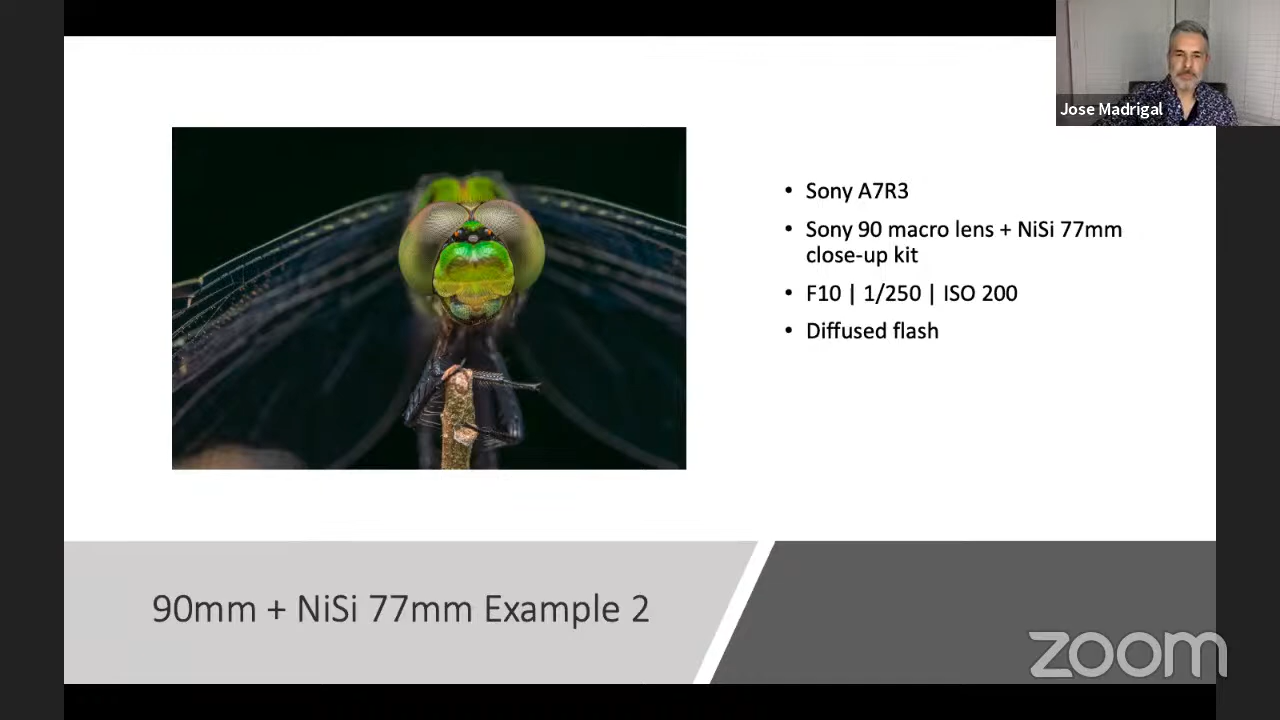 Jose Madrigal
• Sony A7R3
• Sony 90 macro lens + NiSi 77mm
close-up kit
• F10 | 1/250 | ISO 200
• Diffused flash
90mm + NiSi 77mm Example 2
zoom